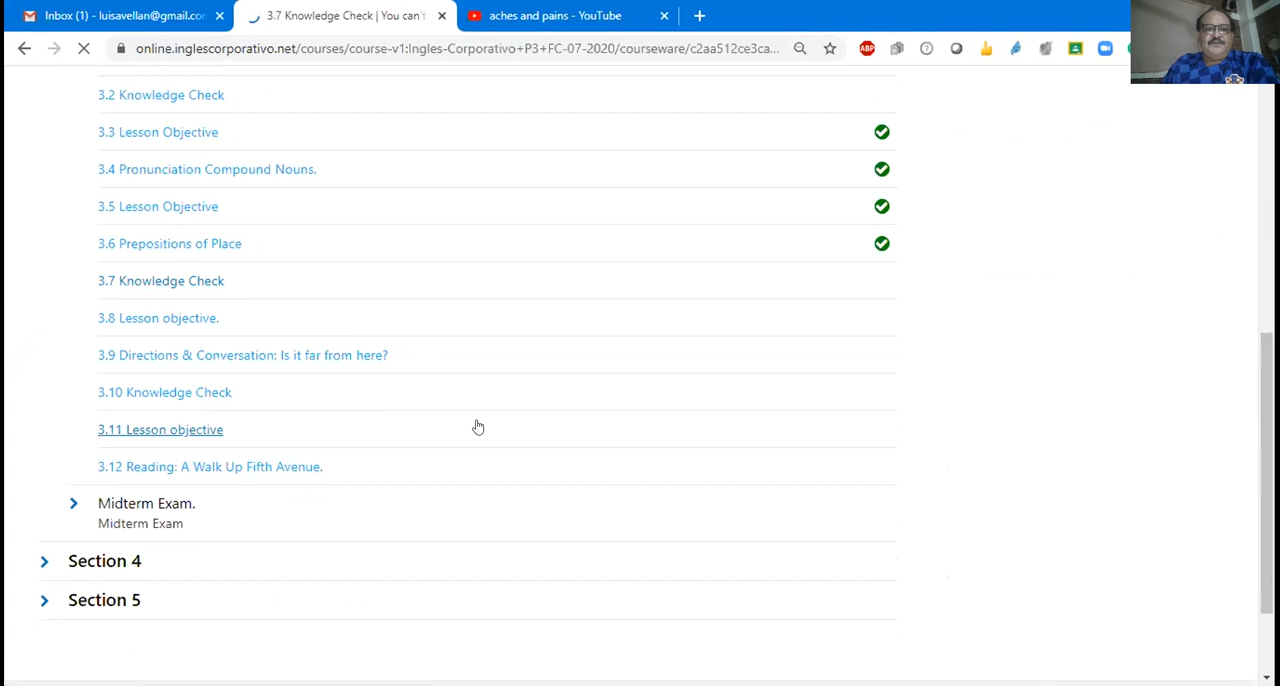 Inbox (1) - luisavellan@gmail.con
3.7 Knowledge Check | You can't
aches and pains - YouTube
online.inglescorporativo.net/courses/course-v1:Ingles-Corporativo+P3+FC-07-2020/courseware/c2aa512ce3ca...
ABP
3.2 Knowledge Check
3.3 Lesson Objective
3.4 Pronunciation Compound Nouns.
3.5 Lesson Objective
3.6 Prepositions of Place
3.7 Knowledge Check
3.8 Lesson objective.
3.9 Directions & Conversation: Is it far from here?
3.10 Knowledge Check
3.11 Lesson objective
3.12 Reading: A Walk Up Fifth Avenue.
Midterm Exam.
Midterm Exam
Section 4
Section 5